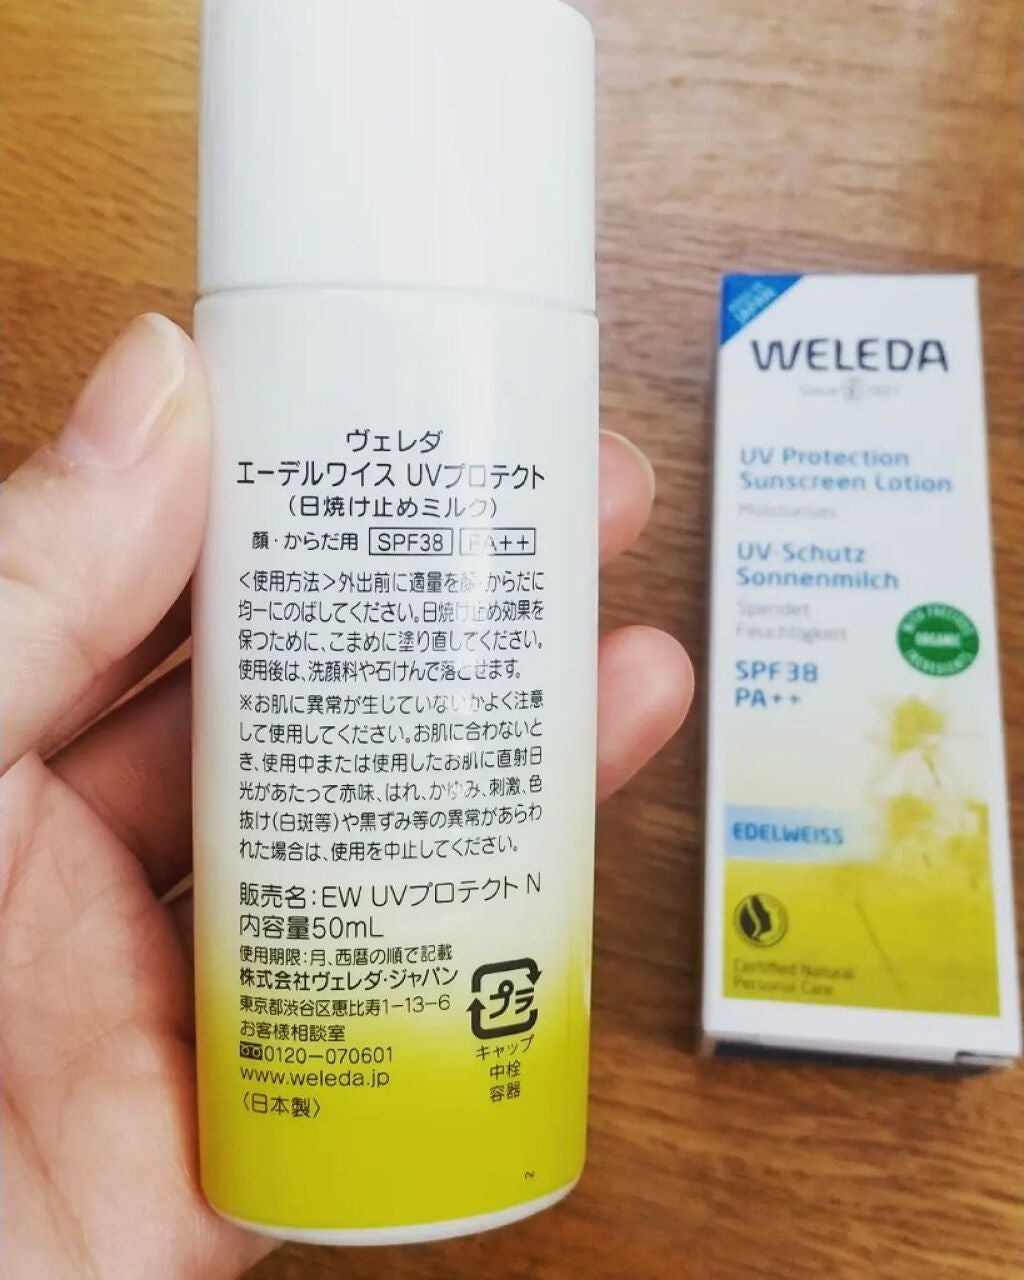 ヴェレダ
エーデルワイス UVプロテクト
(日焼け止めミルク)
顔・からだ用 SPF38 PA++
<使用方法>外出前に適量を顔・からだに
均一にのばしてください。日焼け止め効果を
保つために、こまめに塗り直してください。
使用後は、洗顔料や石けんで落とせます。
※お肌に異常が生じていないかよく注意
して使用してください。お肌に合わないと
き、使用中または使用したお肌に直射日
光があたって赤味、はれ、かゆみ、刺激、色
抜け(白斑等)や黒ずみ等の異常があらわ
れた場合は、使用を中止してください。
販売名:EW UVプロテクト N
内容量50mL
使用期限:月、西暦の順で記載
株式会社ヴェレダ・ジャパン
東京都渋谷区恵比寿1-13-6
お客様相談室
0120-070601
www.weleda.jp
〈日本製〉
プラ
キャップ
中栓
容器
~
MADE IN
JAPAN
WELEDA
Since 1921
UV Protection
Sunscreen Lotion
Moisturises
UV-Schutz
Sonnenmilch
Spendet
Feuchtigkeit
SPF38
PA++
WITH PRECIOUS
ORGANIC
INGREDIENTS
EDELWEISS
Certified Natural
Personal Care